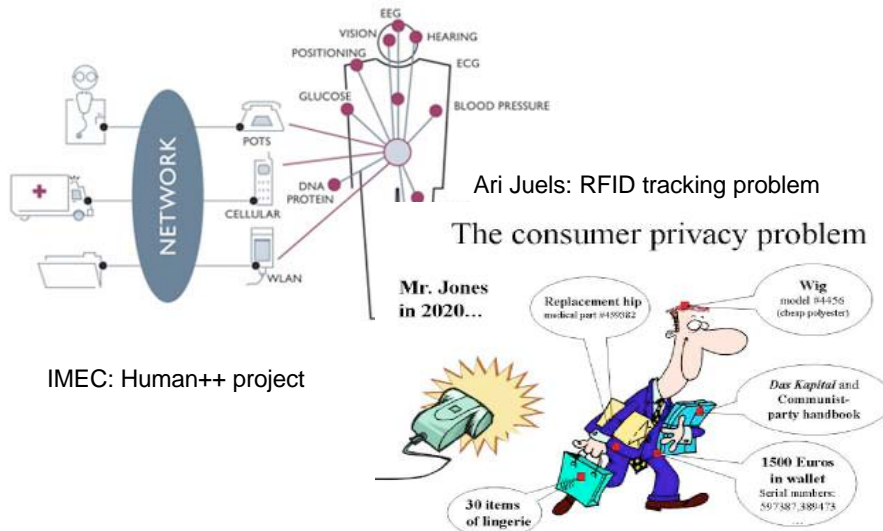 EEG
VISION
HEARING
POSITIONING
ECG
GLUCOSE
BLOOD PRESSURE
POTS
NETWORK
DNA
PROTEIN
CELLULAR
WLAN
IMEC: Human++ project
Ari Juels: RFID tracking problem
The consumer privacy problem
Mr. Jones
in 2020…
Replacement hip
medical part #459382
Wig
model #4456
(cheap polyester)
Das Kapital and
Communist-
party handbook
1500 Euros
in wallet
Serial numbers:
597387,389473
…
30 items
of lingerie